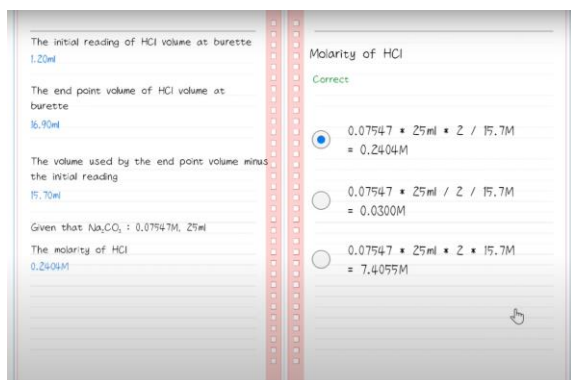 The initial reading of HCl volume at burette
1.20ml
The end point volume of HCl volume at
burette
16.90ml
The volume used by the end point volume minus
the initial reading
15.70ml
Given that Na₂CO₃ : 0.07547M, 25ml
The molarity of HCl
0.2404M
Molarity of HCl
Correct
0.07547 * 25ml * 2 / 15.7M
= 0.2404M
0.07547 * 25ml / 2 / 15.7M
= 0.0300M
0.07547 * 25ml * 2 * 15.7M
= 7.4055M